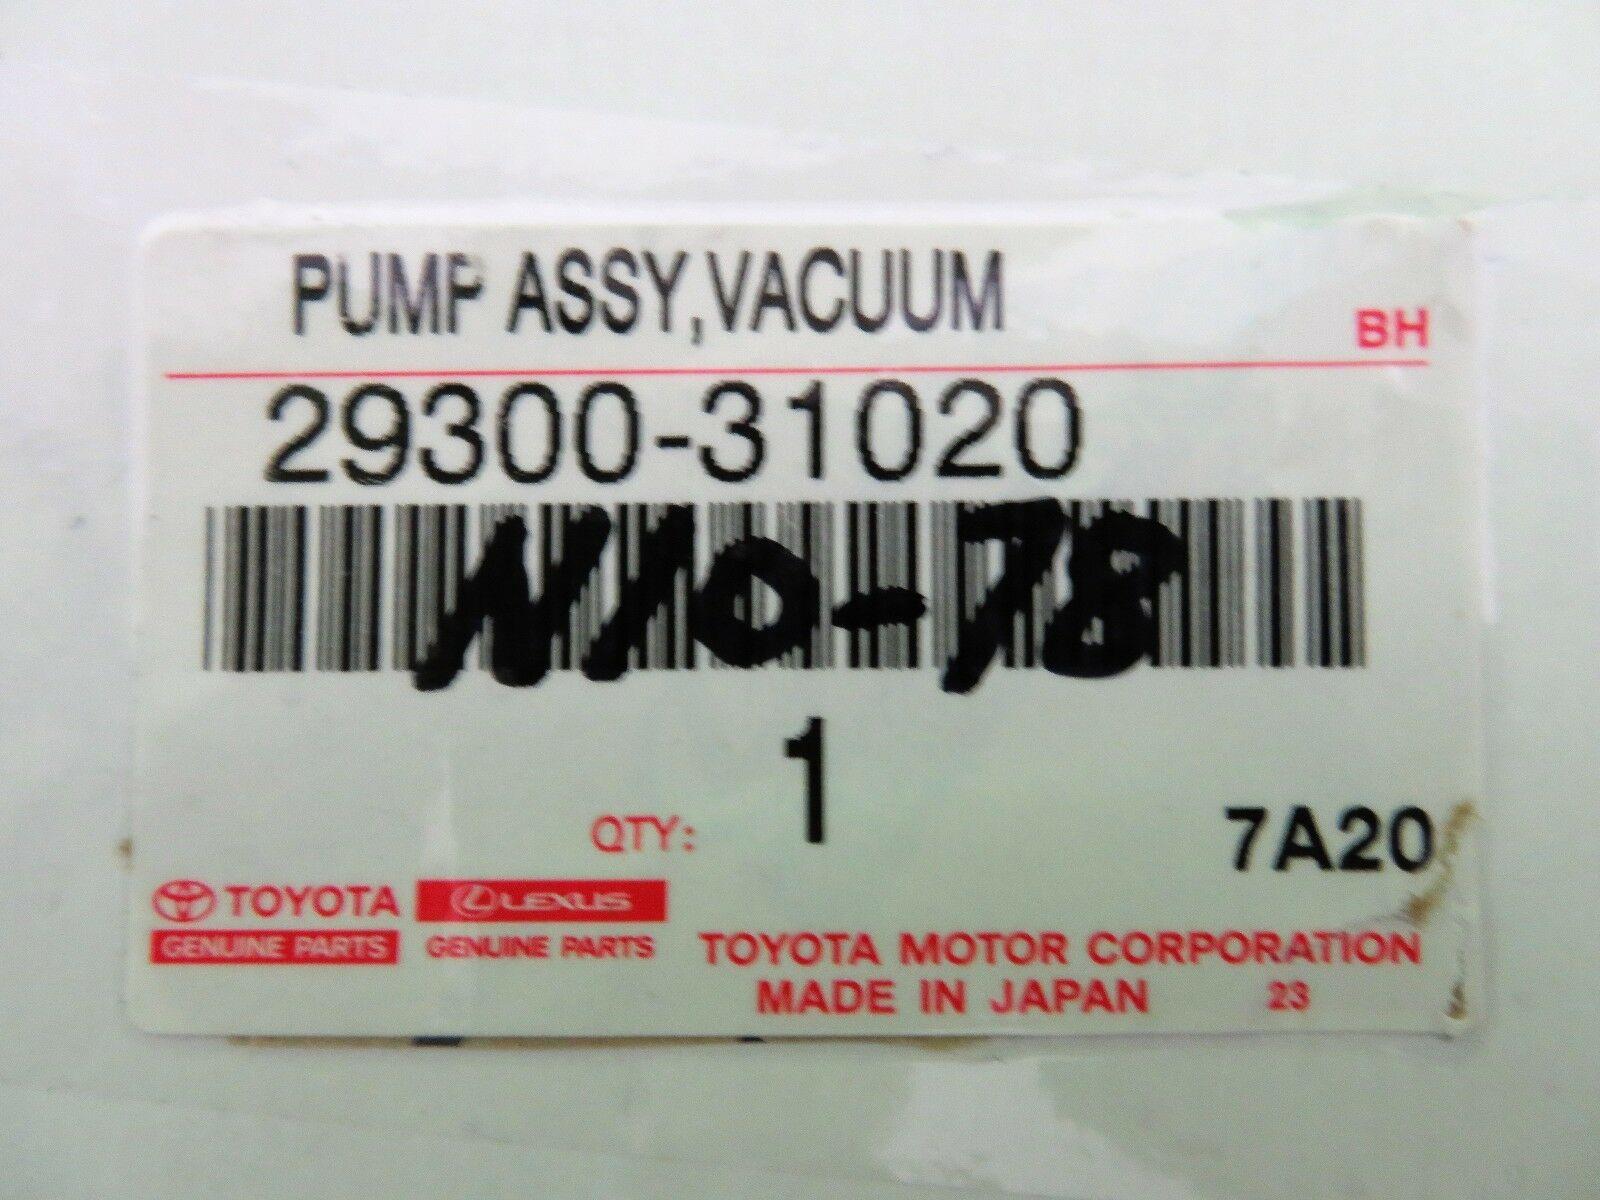 PUMP ASSY,VACUUM
BH
29300-31020
N10-78
1
QTY:
7A20
TOYOTA
LEXUS
GENUINE PARTS
GENUINE PARTS
TOYOTA MOTOR CORPORATION
MADE IN JAPAN 23